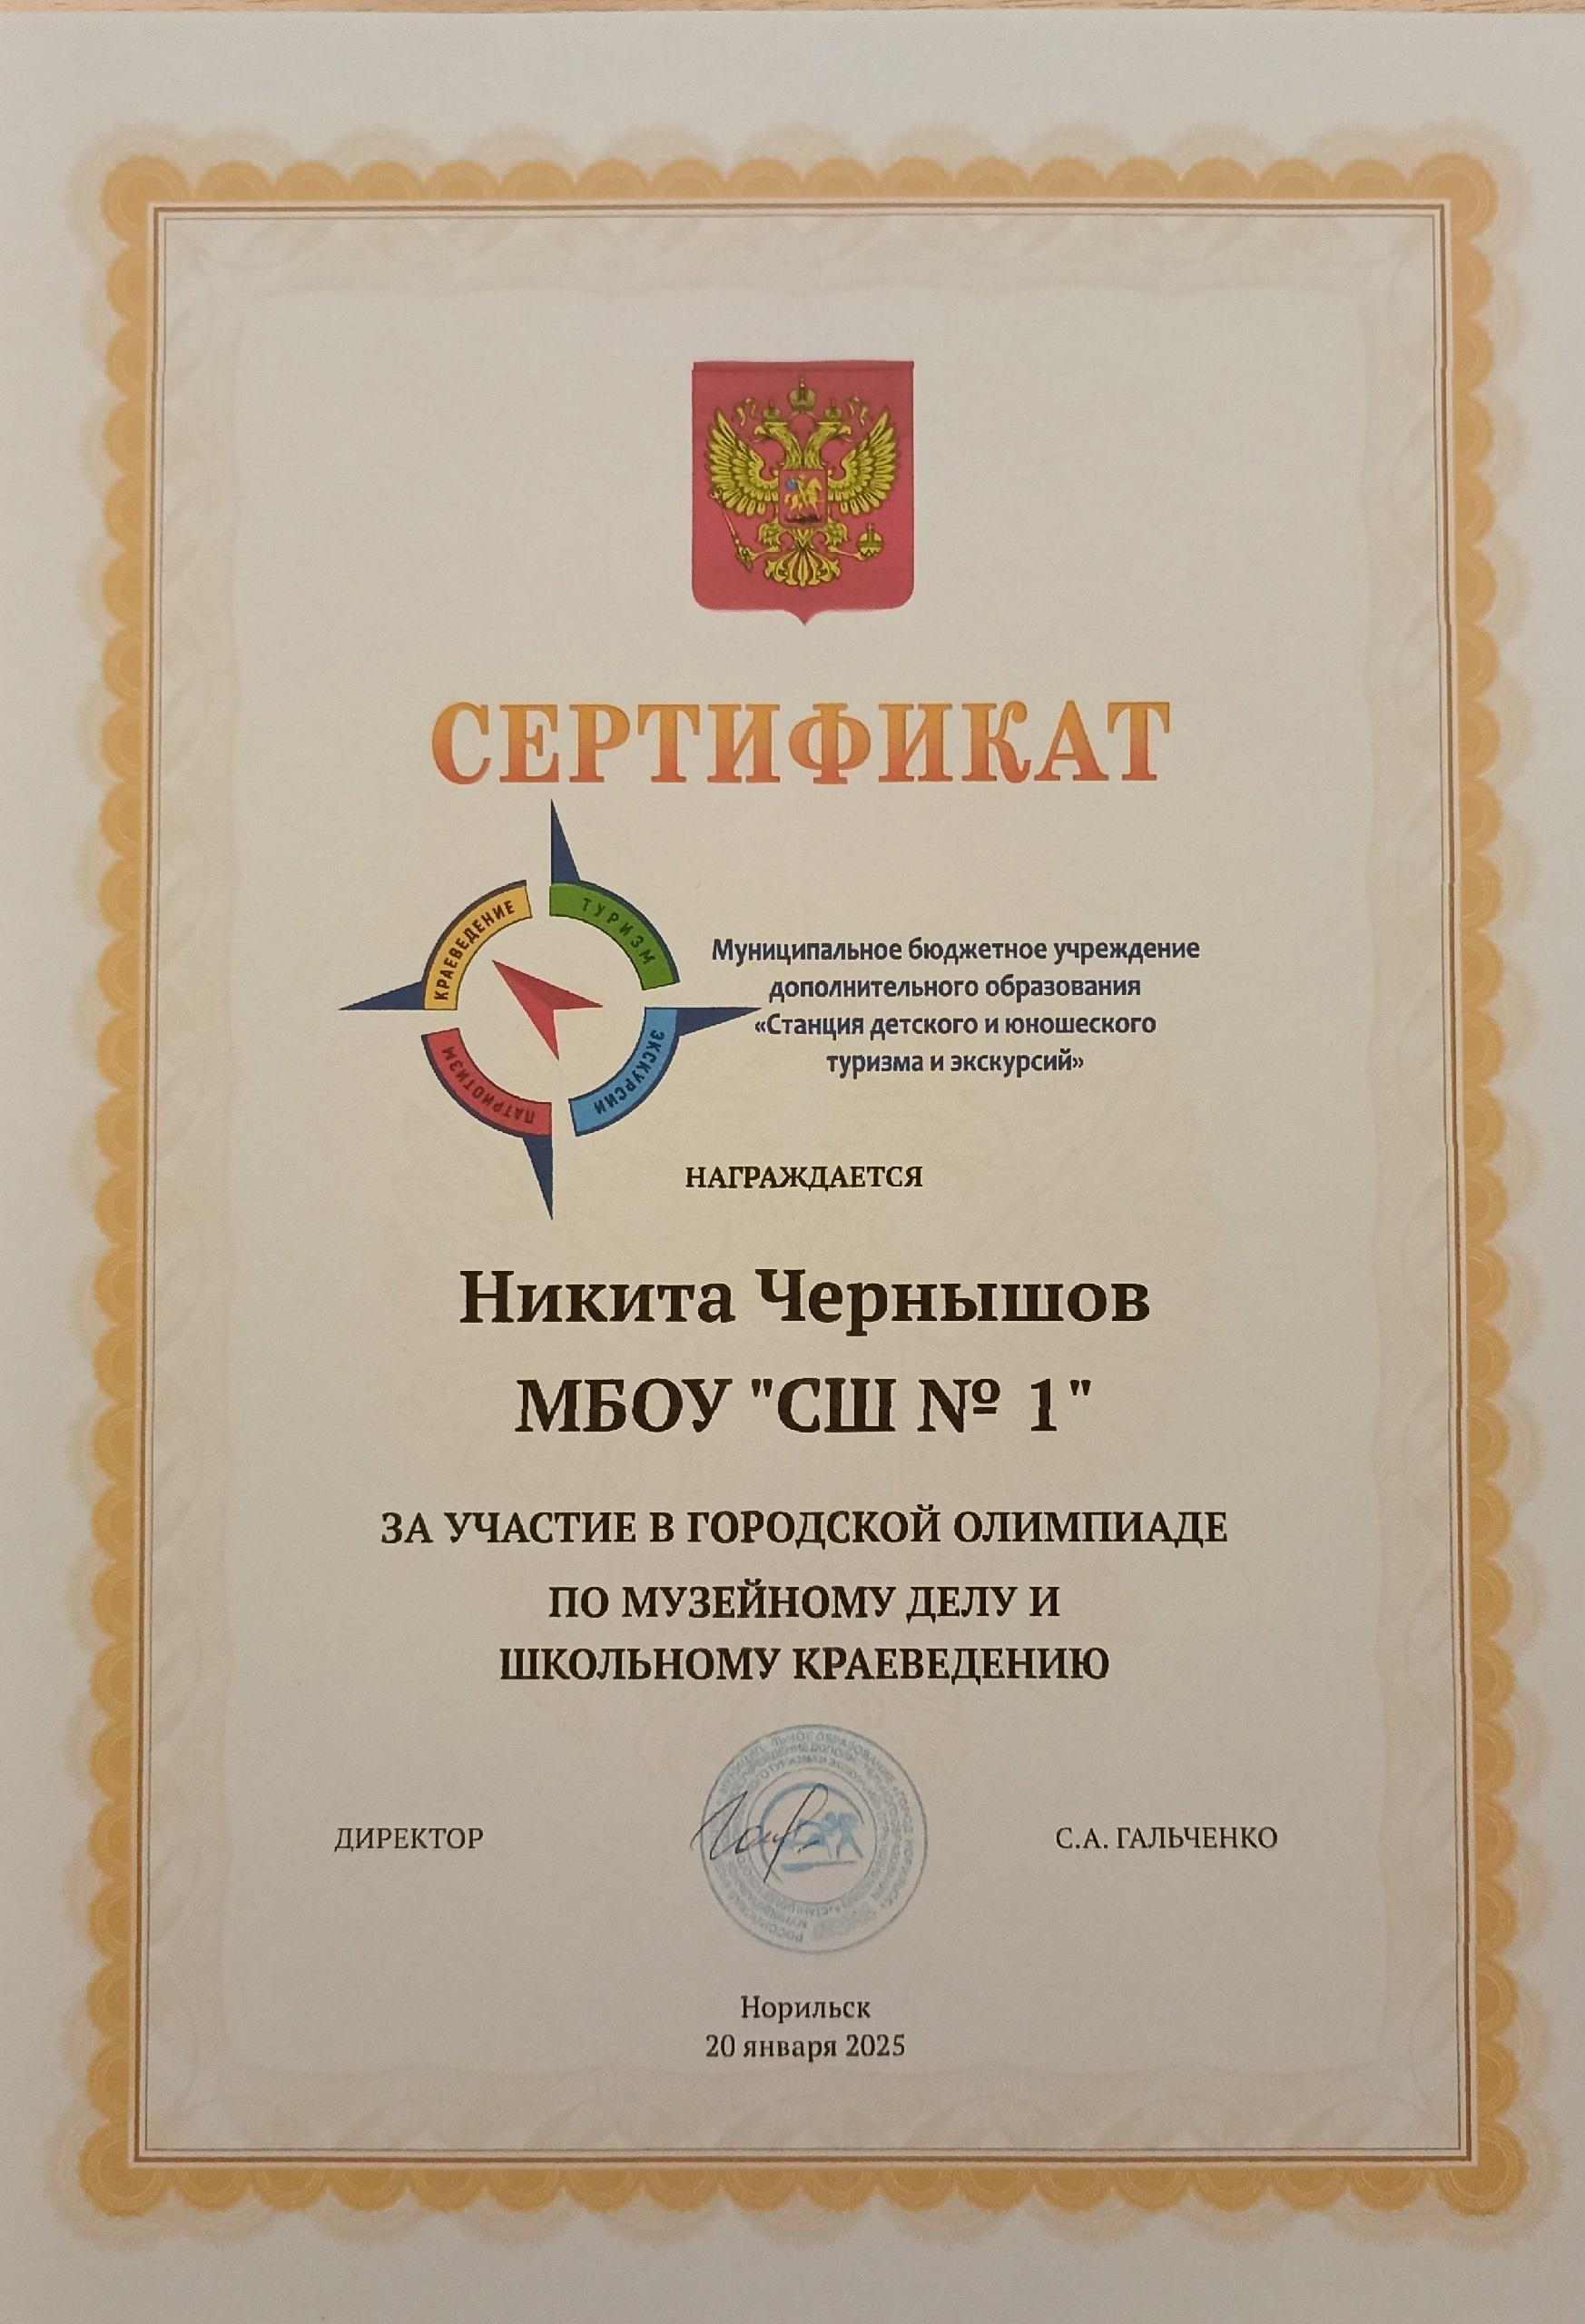 СЕРТИФИКАТ
КРАЕВЕДЕНИЕ
ТУРИЗМ
ЭКСКУРСИИ
ПАТРИОТИЗМ
Муниципальное бюджетное учреждение
дополнительного образования
«Станция детского и юношеского
туризма и экскурсий»
НАГРАЖДАЕТСЯ
Никита Чернышов
МБОУ "СШ № 1"
ЗА УЧАСТИЕ В ГОРОДСКОЙ ОЛИМПИАДЕ
ПО МУЗЕЙНОМУ ДЕЛУ И
ШКОЛЬНОМУ КРАЕВЕДЕНИЮ
ДИРЕКТОР
С.А. ГАЛЬЧЕНКО
Норильск
20 января 2025